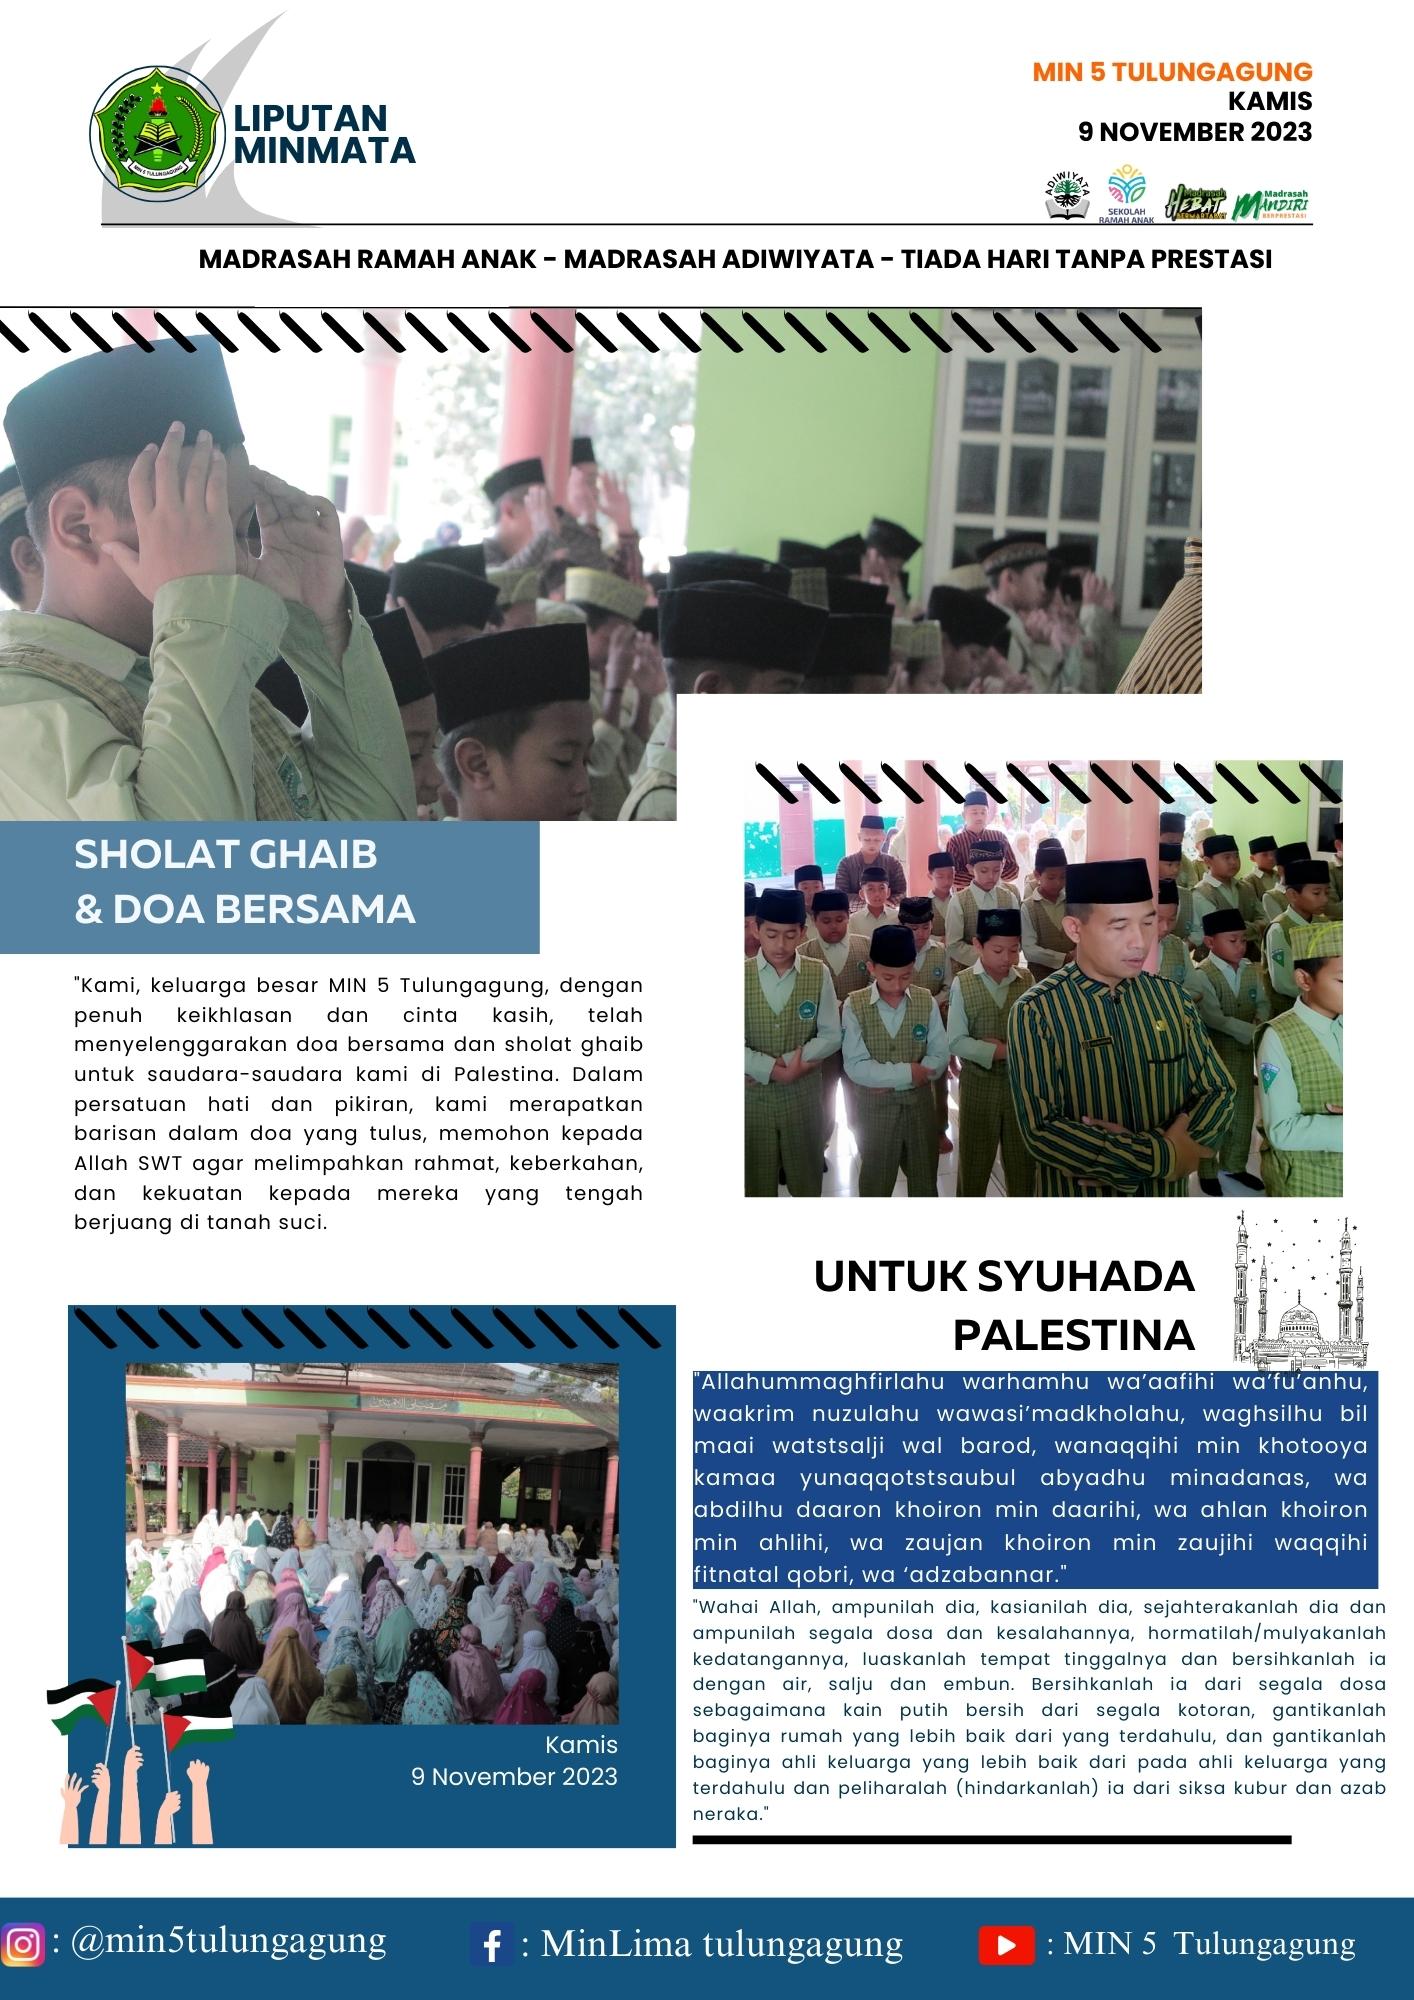 LIPUTAN
MINMATA
MIN 5 TULUNGAGUNG
MIN 5 TULUNGAGUNG
KAMIS
9 NOVEMBER 2023
ADIWIYATA
SEKOLAH
RAMAH ANAK
Madrasah
HEBAT
BERMARTABAT
Madrasah
MANDIRI
BERPRESTASI
MADRASAH RAMAH ANAK - MADRASAH ADIWIYATA - TIADA HARI TANPA PRESTASI
SHOLAT GHAIB
& DOA BERSAMA
"Kami, keluarga besar MIN 5 Tulungagung, dengan
penuh keikhlasan dan cinta kasih, telah
menyelenggarakan doa bersama dan sholat ghaib
untuk saudara-saudara kami di Palestina. Dalam
persatuan hati dan pikiran, kami merapatkan
barisan dalam doa yang tulus, memohon kepada
Allah SWT agar melimpahkan rahmat, keberkahan,
dan kekuatan kepada mereka yang tengah
berjuang di tanah suci.
Kamis
9 November 2023
UNTUK SYUHADA
PALESTINA
"Allahummaghfirlahu warhamhu wa’aafihi wa’fu’anhu,
waakrim nuzulahu wawasi’madkholahu, waghsilhu bil
maai watstsalji wal barod, wanaqqihi min khotooya
kamaa yunaqqotstsaubul abyadhu minadanas, wa
abdilhu daaron khoiron min daarihi, wa ahlan khoiron
min ahlihi, wa zaujan khoiron min zaujihi waqqihi
fitnatal qobri, wa ‘adzabannar."
"Wahai Allah, ampunilah dia, kasianilah dia, sejahterakanlah dia dan
ampunilah segala dosa dan kesalahannya, hormatilah/mulyakanlah
kedatangannya, luaskanlah tempat tinggalnya dan bersihkanlah ia
dengan air, salju dan embun. Bersihkanlah ia dari segala dosa
sebagaimana kain putih bersih dari segala kotoran, gantikanlah
baginya rumah yang lebih baik dari yang terdahulu, dan gantikanlah
baginya ahli keluarga yang lebih baik dari pada ahli keluarga yang
terdahulu dan peliharalah (hindarkanlah) ia dari siksa kubur dan azab
neraka."
: @min5tulungagung
: MinLima tulungagung
: MIN 5 Tulungagung